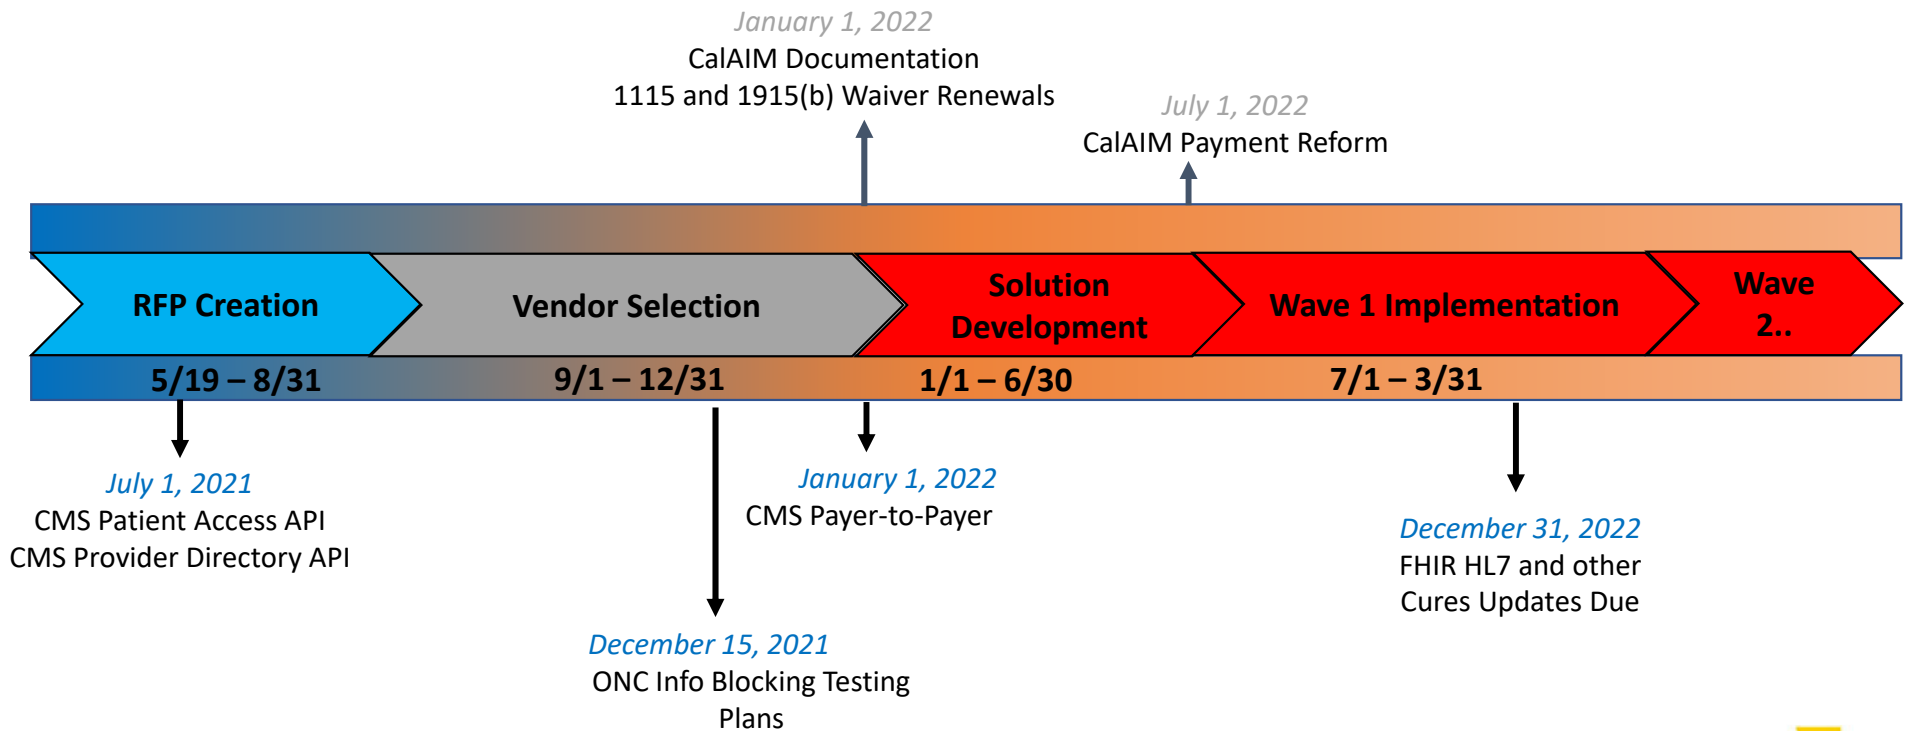 January 1, 2022
CalAIM Documentation
1115 and 1915(b) Waiver Renewals
July 1, 2022
CalAIM Payment Reform
RFP Creation
Vendor Selection
Solution
Development
Wave 1 Implementation
Wave
2..
5/19 – 8/31
9/1 – 12/31
1/1 – 6/30
7/1 – 3/31
July 1, 2021
CMS Patient Access API
CMS Provider Directory API
December 15, 2021
ONC Info Blocking Testing
Plans
January 1, 2022
CMS Payer-to-Payer
December 31, 2022
FHIR HL7 and other
Cures Updates Due